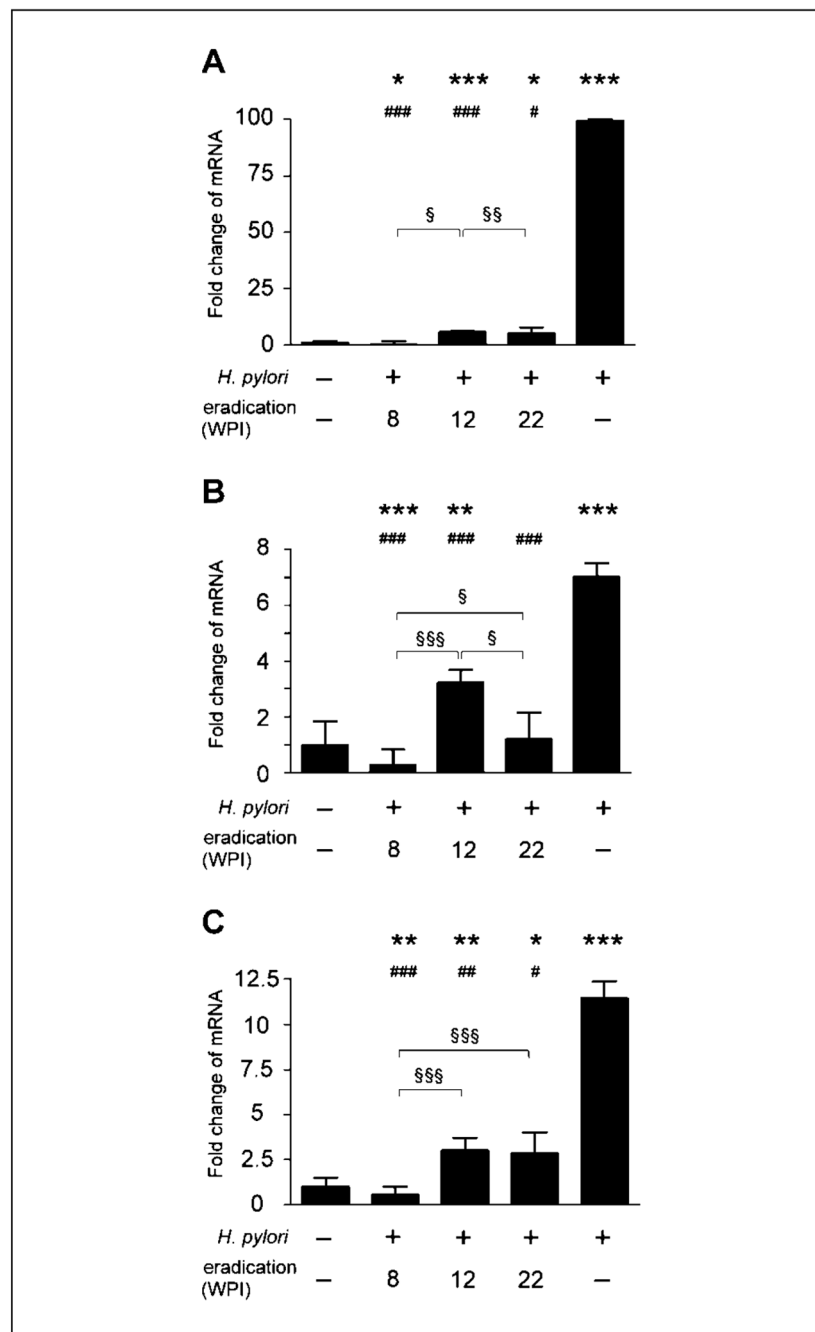 A
* *** * ***
### ### #
100
75
50
25
0
Fold change of mRNA
§ §§
H. pylori − + + + +
eradication
(WPI) − 8 12 22 −
B
*** ** ***
### ### ###
8
6
4
2
0
Fold change of mRNA
§
§§§ §
H. pylori − + + + +
eradication
(WPI) − 8 12 22 −
C
** ** * ***
### ## #
12.5
10
7.5
5
2.5
0
Fold change of mRNA
§§§
§§§
H. pylori − + + + +
eradication
(WPI) − 8 12 22 −